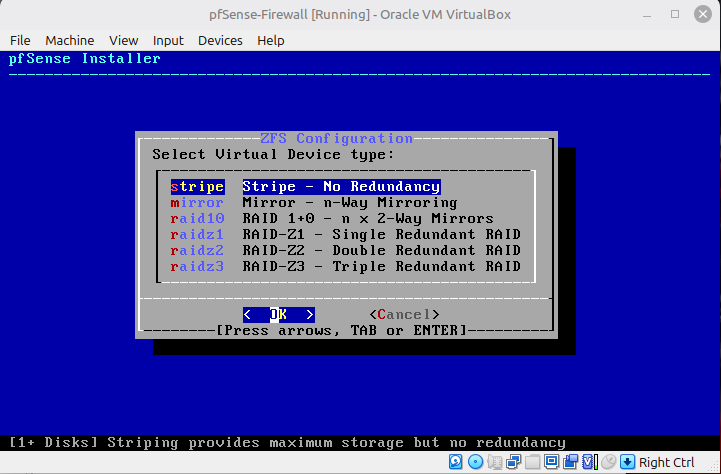 pfSense-Firewall [Running] - Oracle VM VirtualBox
File Machine View Input Devices Help
pfSense Installer
ZFS Configuration
Select Virtual Device type:
stripe Stripe - No Redundancy
mirror Mirror - n-Way Mirroring
raid10 RAID 1+0 - n x 2-Way Mirrors
raidz1 RAID-Z1 - Single Redundant RAID
raidz2 RAID-Z2 - Double Redundant RAID
raidz3 RAID-Z3 - Triple Redundant RAID
< OK > <Cancel>
[Press arrows, TAB or ENTER]
[1+ Disks] Striping provides maximum storage but no redundancy
Right Ctrl